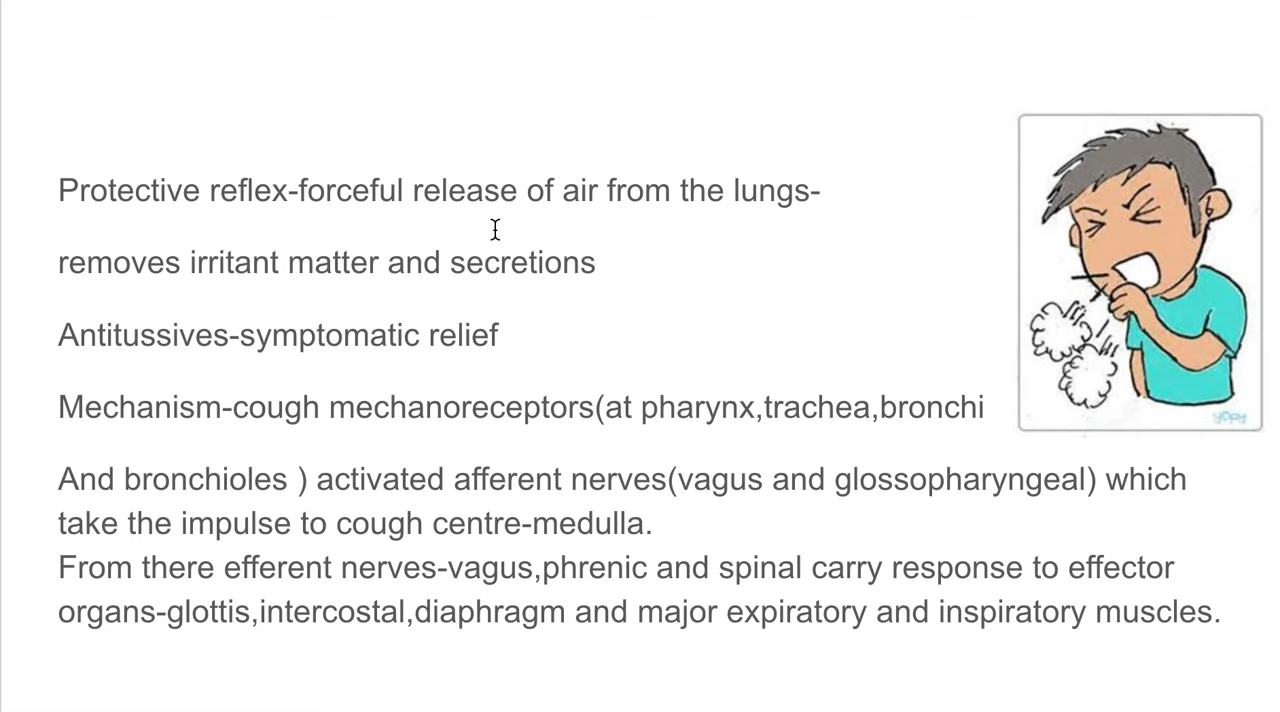 Protective reflex-forceful release of air from the lungs-
removes irritant matter and secretions
Antitussives-symptomatic relief
Mechanism-cough mechanoreceptors(at pharynx,trachea,bronchi
And bronchioles ) activated afferent nerves(vagus and glossopharyngeal) which
take the impulse to cough centre-medulla.
From there efferent nerves-vagus,phrenic and spinal carry response to effector
organs-glottis,intercostal,diaphragm and major expiratory and inspiratory muscles.